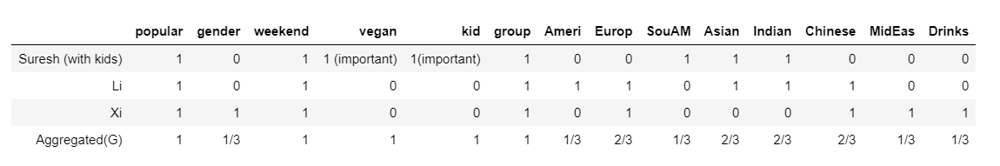 popular gender weekend vegan kid group Ameri Europ SouAM Asian Indian Chinese MidEas Drinks
Suresh (with kids) 1 0 1 1 (important) 1(important) 1 0 0 1 1 1 0 0 0
Li 1 0 1 0 0 1 1 1 0 1 1 1 0 0
Xi 1 1 1 0 0 1 0 1 0 0 0 1 1 1
Aggregated(G) 1 1/3 1 1 1 1 1/3 2/3 1/3 2/3 2/3 2/3 1/3 1/3